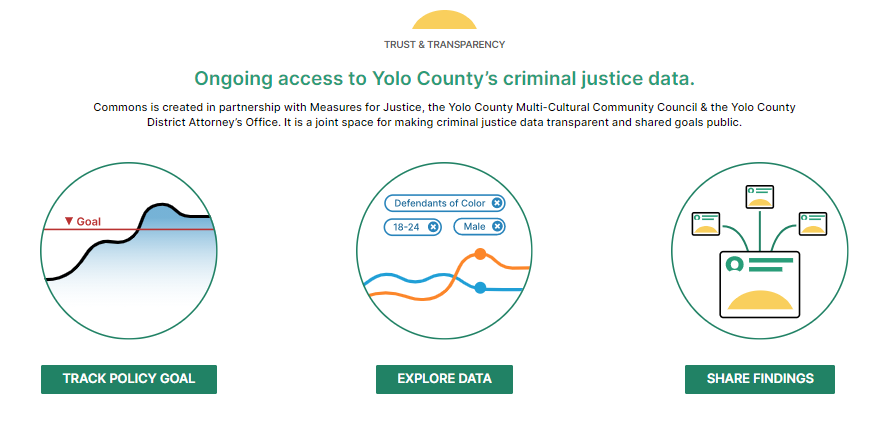 TRUST & TRANSPARENCY
Ongoing access to Yolo County's criminal justice data.
Commons is created in partnership with Measures for Justice, the Yolo County Multi-Cultural Community Council & the Yolo County
District Attorney's Office. It is a joint space for making criminal justice data transparent and shared goals public.
▼ Goal
Defendants of Color
18-24
Male
TRACK POLICY GOAL
EXPLORE DATA
SHARE FINDINGS